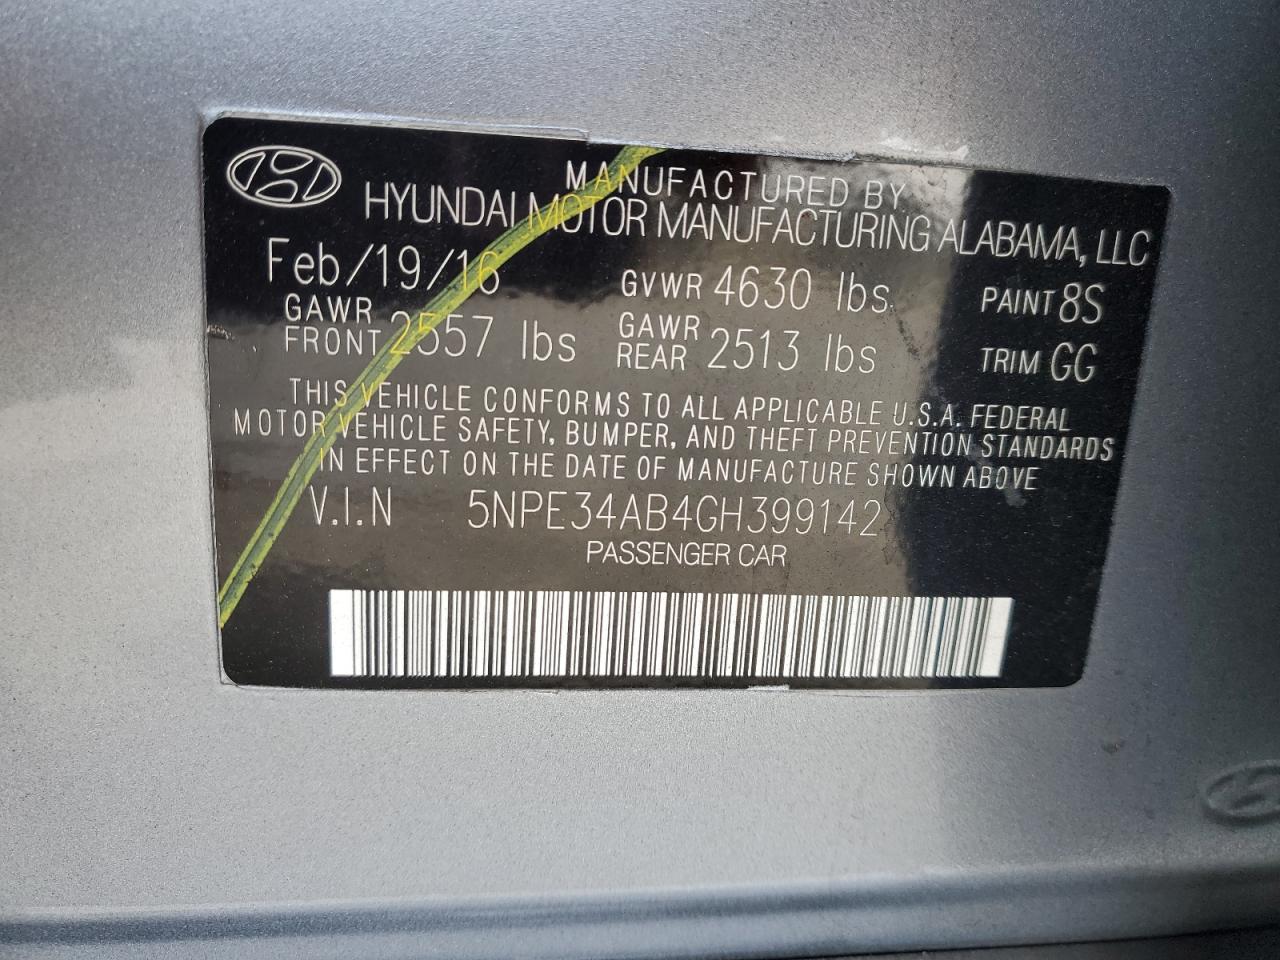 MANUFACTURED BY
HYUNDAI MOTOR MANUFACTURING ALABAMA, LLC
Feb/19/16 GVWR 4630 lbs PAINT 8S
GAWR FRONT 2557 lbs GAWR REAR 2513 lbs TRIM GG
THIS VEHICLE CONFORMS TO ALL APPLICABLE U.S.A. FEDERAL
MOTOR VEHICLE SAFETY, BUMPER, AND THEFT PREVENTION STANDARDS
IN EFFECT ON THE DATE OF MANUFACTURE SHOWN ABOVE
V.I.N 5NPE34AB4GH399142
PASSENGER CAR